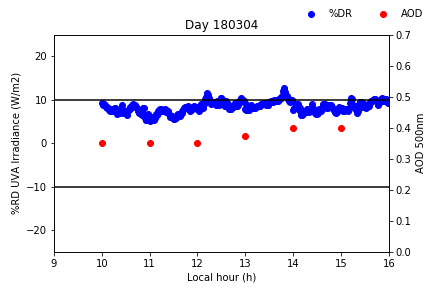 %DR AOD
Day 180304
20
10
0
−10
−20
%RD UVA Irradiance (W/m2)
0.7
0.6
0.5
0.4
0.3
0.2
0.1
0.0
AOD 500nm
9 10 11 12 13 14 15 16
Local hour (h)